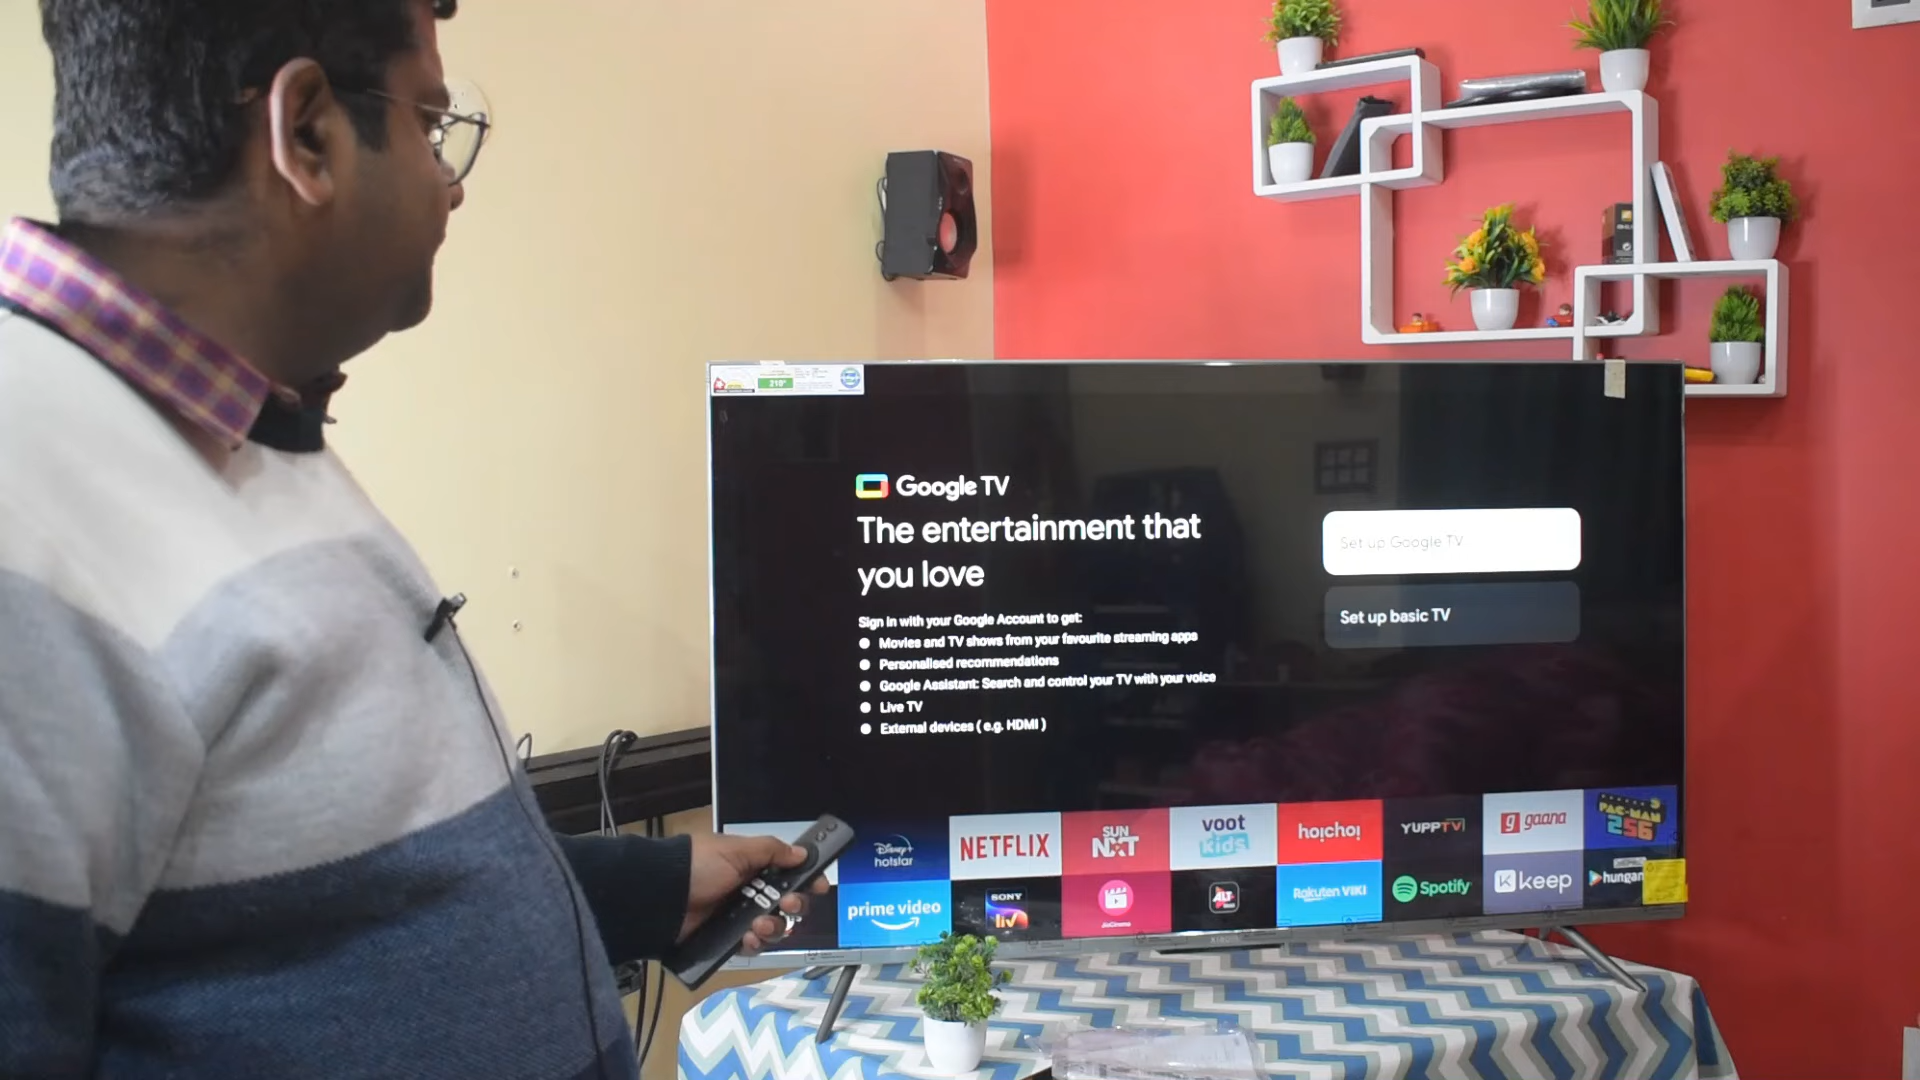 210°
Google TV
The entertainment that
you love
Sign in with your Google Account to get:
Movies and TV shows from your favourite streaming apps
Personalised recommendations
Google Assistant: Search and control your TV with your voice
Live TV
External devices ( e.g. HDMI )
Set up Google TV
Set up basic TV
Disney+
hotstar
NETFLIX
SUN
NXT
voot
kids
hoichoi
YUPPTV
gaana
PAC-MAN
256
prime video
SONY
liv
JioCinema
ALT
Rakuten VIKI
Spotify
keep
hungama